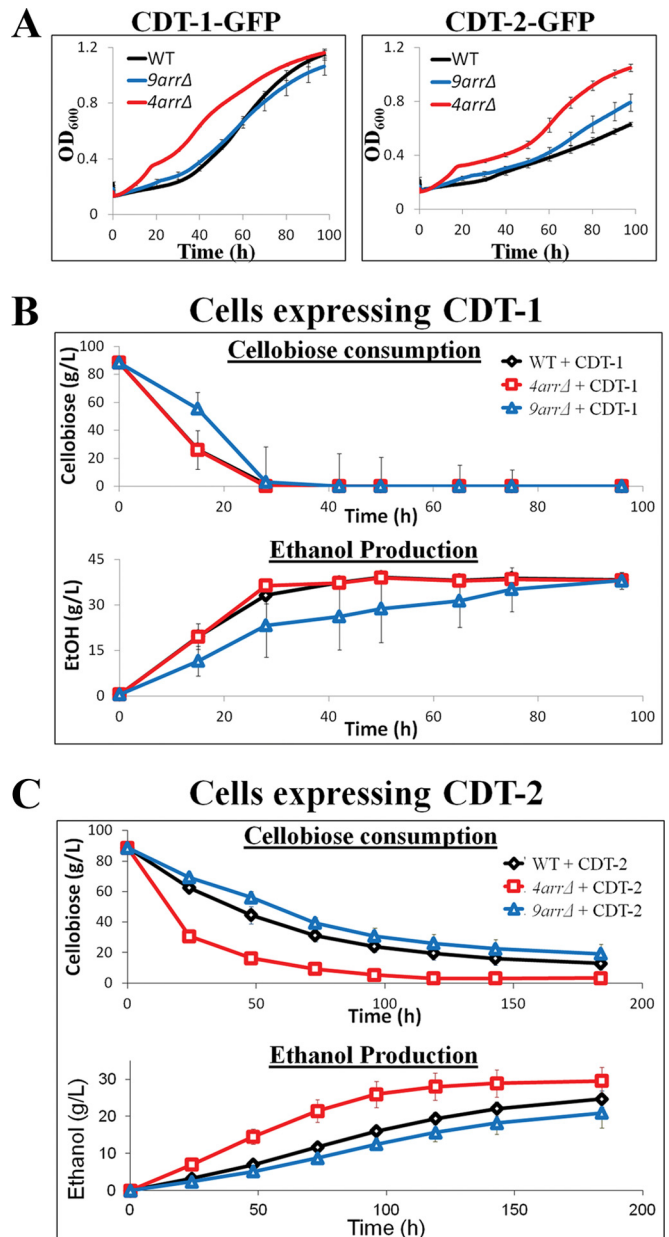 A
CDT-1-GFP
CDT-2-GFP
1.2
0.8
0.4
0
OD600
WT
9arrΔ
4arrΔ
0 20 40 60 80 100
Time (h)
1.2
0.8
0.4
0
OD600
WT
9arrΔ
4arrΔ
0 20 40 60 80 100
Time (h)
B
Cells expressing CDT-1
Cellobiose consumption
100
80
60
40
20
0
Cellobiose (g/L)
WT + CDT-1
4arrΔ + CDT-1
9arrΔ + CDT-1
0 20 40 60 80 100
Time (h)
Ethanol Production
45
30
15
0
EtOH (g/L)
0 20 40 60 80 100
Time (h)
C
Cells expressing CDT-2
Cellobiose consumption
100
80
60
40
20
0
Cellobiose (g/L)
WT + CDT-2
4arrΔ + CDT-2
9arrΔ + CDT-2
0 50 100 150 200
Time (h)
Ethanol Production
30
20
10
0
Ethanol (g/L)
0 50 100 150 200
Time (h)